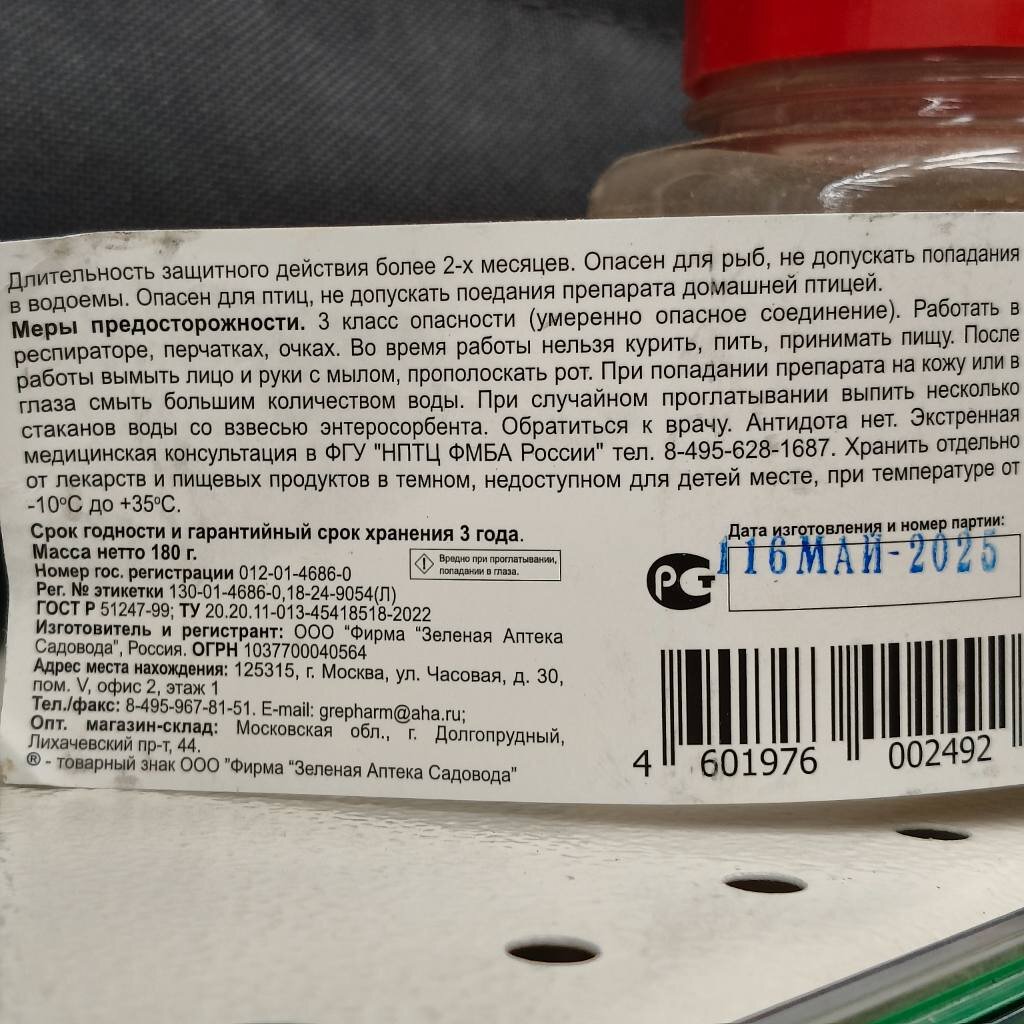 Длительность защитного действия более 2-х месяцев. Опасен для рыб, не допускать попадания
в водоемы. Опасен для птиц, не допускать поедания препарата домашней птицей.
Меры предосторожности. 3 класс опасности (умеренно опасное соединение). Работать в
респираторе, перчатках, очках. Во время работы нельзя курить, пить, принимать пищу. После
работы вымыть лицо и руки с мылом, прополоскать рот. При попадании препарата на кожу или в
глаза смыть большим количеством воды. При случайном проглатывании выпить несколько
стаканов воды со взвесью энтеросорбента. Обратиться к врачу. Антидота нет. Экстренная
медицинская консультация в ФГУ "НПТЦ ФМБА России" тел. 8-495-628-1687. Хранить отдельно
от лекарств и пищевых продуктов в темном, недоступном для детей месте, при температуре от
-10°С до +35°С.
Срок годности и гарантийный срок хранения 3 года.
Масса нетто 180 г.
Вредно при проглатывании,
попадании в глаза.
Номер гос. регистрации 012-01-4686-0
Рег. № этикетки 130-01-4686-0,18-24-9054(Л)
ГОСТ Р 51247-99; ТУ 20.20.11-013-45418518-2022
Изготовитель и регистрант: ООО "Фирма "Зеленая Аптека
Садовода", Россия. ОГРН 1037700040564
Адрес места нахождения: 125315, г. Москва, ул. Часовая, д. 30,
пом. V, офис 2, этаж 1
Тел./факс: 8-495-967-81-51. E-mail: grepharm@aha.ru;
Опт. магазин-склад: Московская обл., г. Долгопрудный,
Лихачевский пр-т, 44.
® - товарный знак ООО "Фирма "Зеленая Аптека Садовода"
Дата изготовления и номер партии:
116МАЙ-2025
РСТ
4 601976 002492